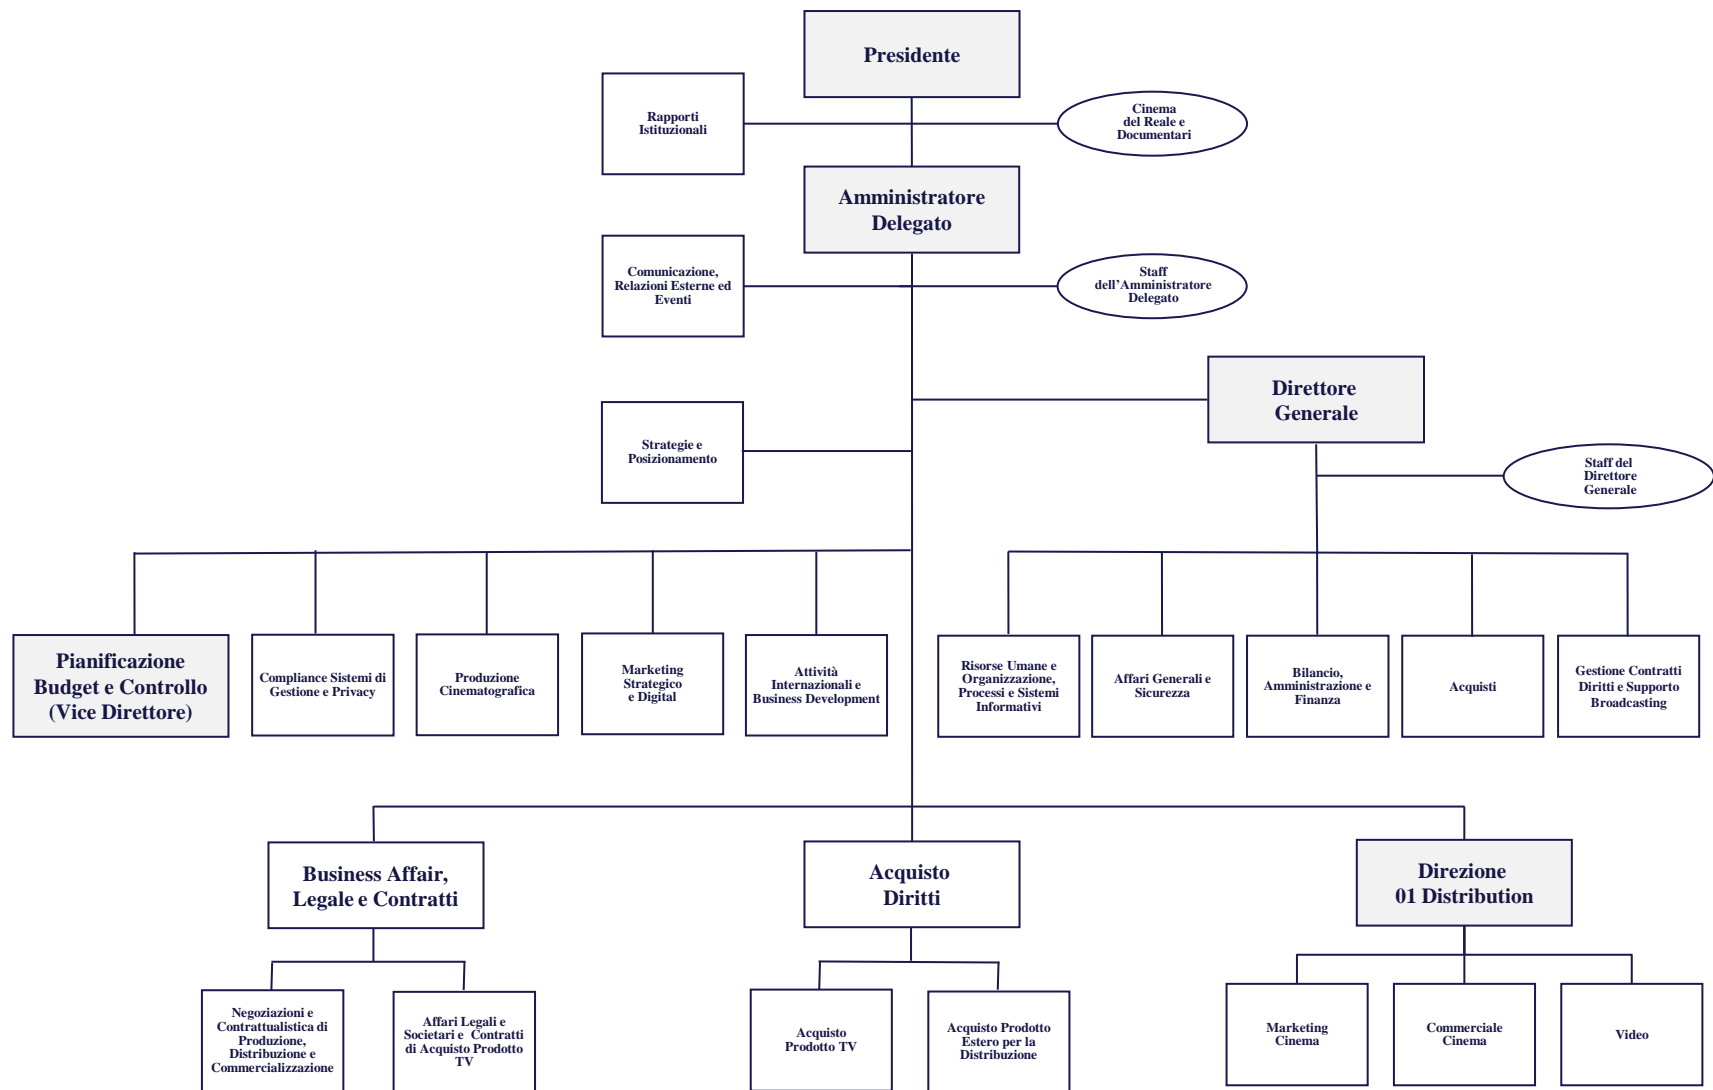 Presidente
Rapporti
Istituzionali
Cinema
del Reale e
Documentari
Amministratore
Delegato
Comunicazione,
Relazioni Esterne ed
Eventi
Staff
dell'Amministratore
Delegato
Direttore
Generale
Strategie e
Posizionamento
Staff del
Direttore
Generale
Pianificazione
Budget e Controllo
(Vice Direttore)
Compliance Sistemi di
Gestione e Privacy
Produzione
Cinematografica
Marketing
Strategico
e Digital
Attività
Internazionali e
Business Development
Risorse Umane e
Organizzazione,
Processi e Sistemi
Informativi
Affari Generali e
Sicurezza
Bilancio,
Amministrazione e
Finanza
Acquisti
Gestione Contratti
Diritti e Supporto
Broadcasting
Business Affair,
Legale e Contratti
Acquisto
Diritti
Direzione
01 Distribution
Negoziazioni e
Contrattualistica di
Produzione,
Distribuzione e
Commercializzazione
Affari Legali e
Societari e Contratti
di Acquisto Prodotto
TV
Acquisto
Prodotto TV
Acquisto Prodotto
Estero per la
Distribuzione
Marketing
Cinema
Commerciale
Cinema
Video